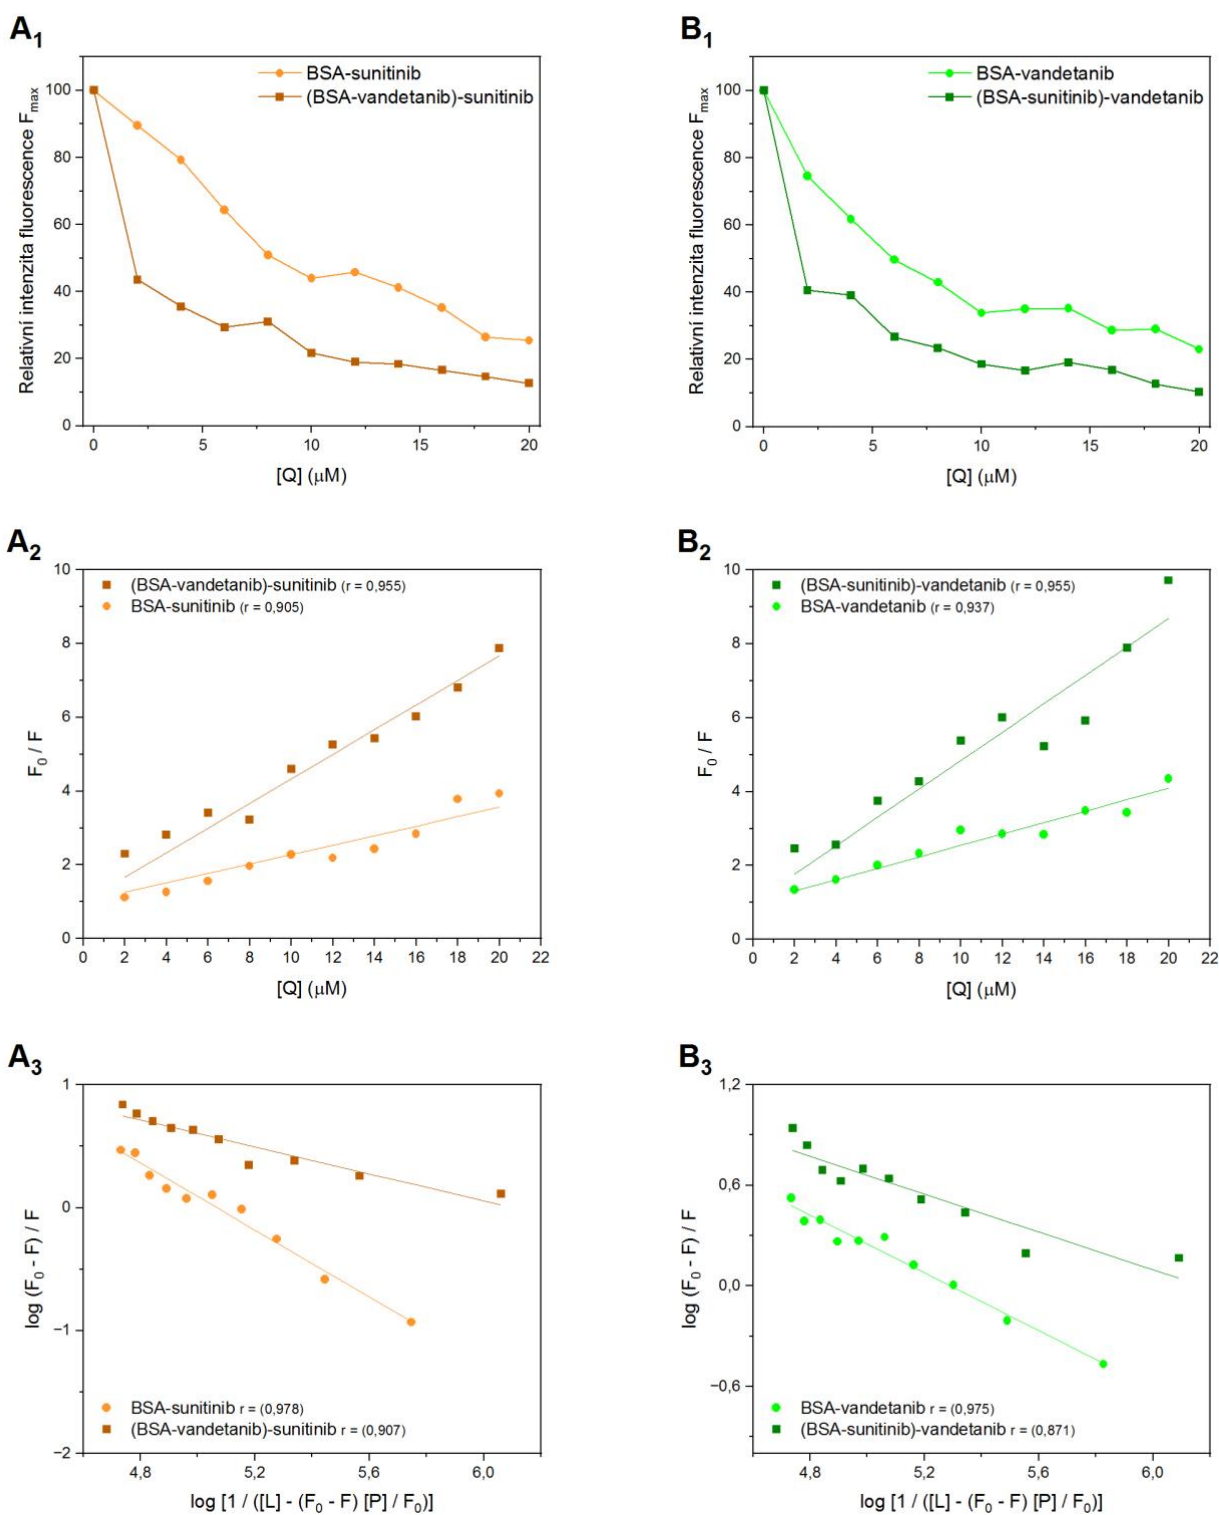 A1
BSA-sunitinib
(BSA-vandetanib)-sunitinib
Relativní intenzita fluorescence Fmax
100
80
60
40
20
0
0 5 10 15 20
[Q] (μM)
B1
BSA-vandetanib
(BSA-sunitinib)-vandetanib
Relativní intenzita fluorescence Fmax
100
80
60
40
20
0
0 5 10 15 20
[Q] (μM)
A2
(BSA-vandetanib)-sunitinib (r = 0,955)
BSA-sunitinib (r = 0,905)
F0 / F
10
8
6
4
2
0
0 2 4 6 8 10 12 14 16 18 20 22
[Q] (μM)
B2
(BSA-sunitinib)-vandetanib (r = 0,955)
BSA-vandetanib (r = 0,937)
F0 / F
10
8
6
4
2
0
0 2 4 6 8 10 12 14 16 18 20 22
[Q] (μM)
A3
log (F0 - F) / F
1
0
−1
−2
BSA-sunitinib r = (0,978)
(BSA-vandetanib)-sunitinib r = (0,907)
4,8 5,2 5,6 6,0
log [1 / ([L] - (F0 - F) [P] / F0)]
B3
log (F0 - F) / F
1,2
0,6
0,0
−0,6
BSA-vandetanib r = (0,975)
(BSA-sunitinib)-vandetanib r = (0,871)
4,8 5,2 5,6 6,0
log [1 / ([L] - (F0 - F) [P] / F0)]